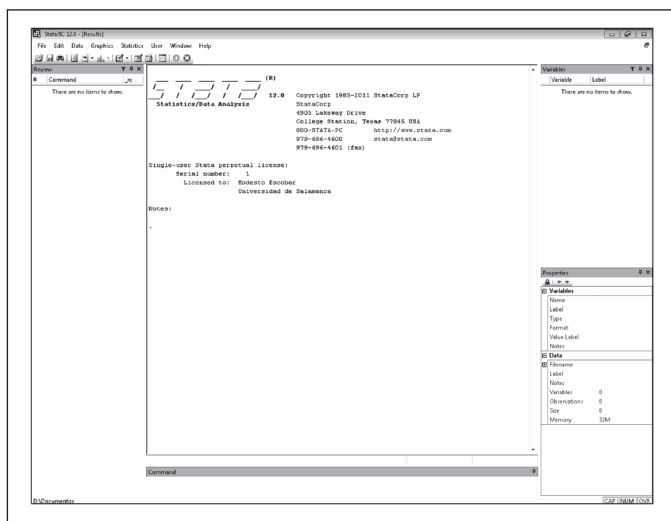 Stata/IC 12.0 - [Results]
File Edit Data Graphics Statistics User Window Help
Review
# Command _rc
There are no items to show.
(R)
12.0 Copyright 1985-2011 StataCorp LP
Statistics/Data Analysis StataCorp
4905 Lakeway Drive
College Station, Texas 77845 USA
800-STATA-PC http://www.stata.com
979-696-4600 stata@stata.com
979-696-4601 (fax)
Single-user Stata perpetual license:
Serial number: 1
Licensed to: Modesto Escobar
Universidad de Salamanca
Notes:
.
Command
Variables
Variable Label
There are no items to show.
Properties
Variables
Name
Label
Type
Format
Value Label
Notes
Data
Filename
Label
Notes
Variables 0
Observations 0
Size 0
Memory 32M
D:\Documentos
CAP NUM OVR